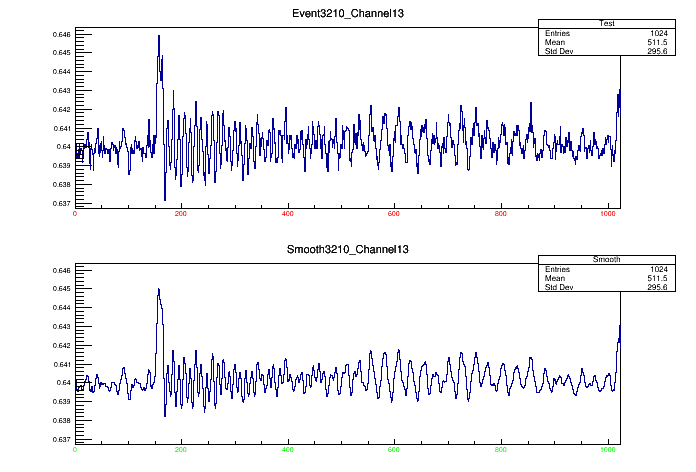 Event3210_Channel13
Test
Entries 1024
Mean 511.5
Std Dev 295.6
0.646
0.645
0.644
0.643
0.642
0.641
0.64
0.639
0.638
0.637
0 200 400 600 800 1000
Smooth3210_Channel13
Smooth
Entries 1024
Mean 511.5
Std Dev 295.6
0.646
0.645
0.644
0.643
0.642
0.641
0.64
0.639
0.638
0.637
0 200 400 600 800 1000